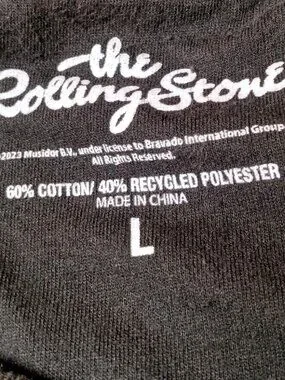 the
Rolling Stone
2023 Musidor B.V., under license to Bravado International Group
All Rights Reserved.
60% COTTON/ 40% RECYCLED POLYESTER
MADE IN CHINA
L